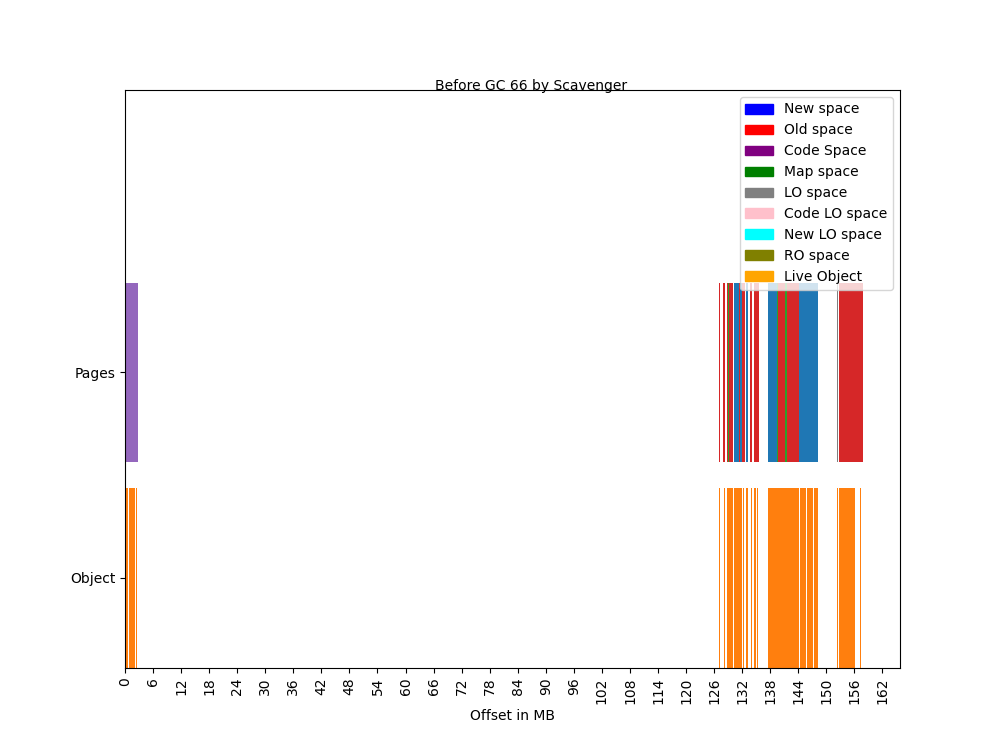 Before GC 66 by Scavenger
New space
Old space
Code Space
Map space
LO space
Code LO space
New LO space
RO space
Live Object
Pages
Object
0 6 12 18 24 30 36 42 48 54 60 66 72 78 84 90 96 102 108 114 120 126 132 138 144 150 156 162
Offset in MB